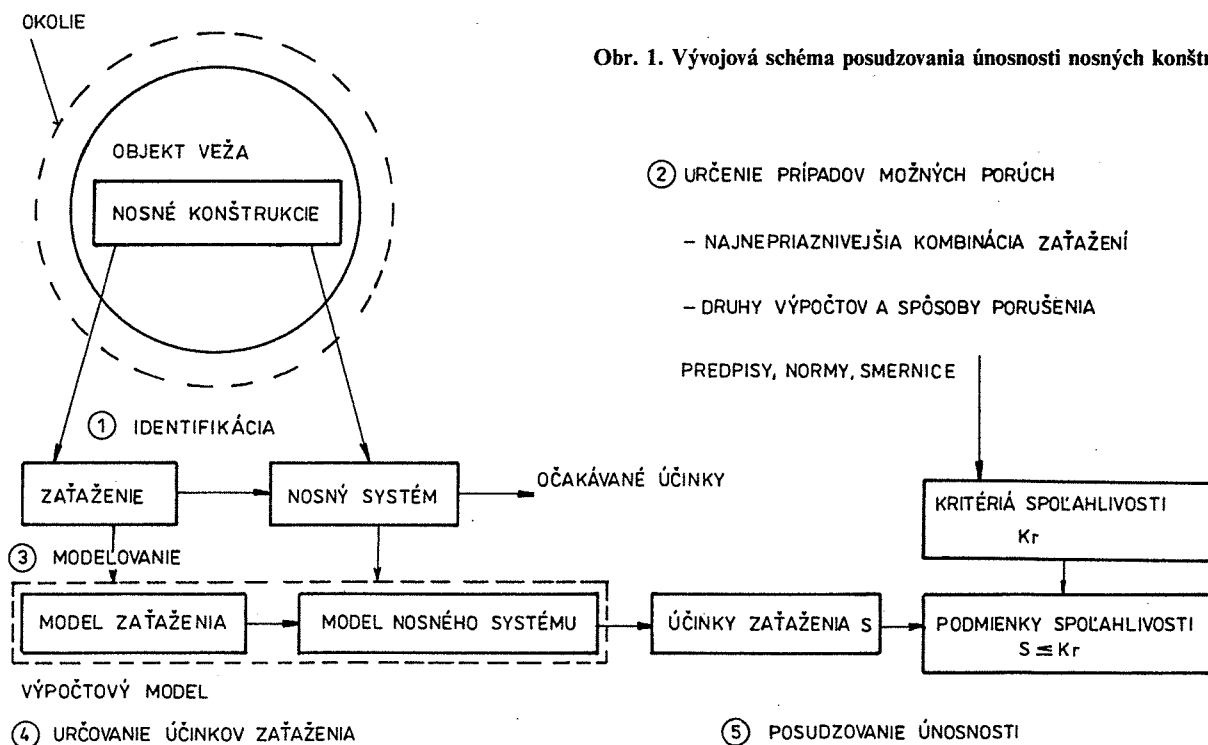 OKOLIE
Obr. 1. Vývojová schéma posudzovania únosnosti nosných
OBJEKT VEŽA
NOSNÉ KONŠTRUKCIE
② URČENIE PRÍPADOV MOŽNÝCH PORÚCH
– NAJNEPRIAZNIVEJŠIA KOMBINÁCIA ZAŤAŽENÍ
– DRUHY VÝPOČTOV A SPÔSOBY PORUŠENIA
PREDPISY, NORMY, SMERNICE
① IDENTIFIKÁCIA
ZAŤAŽENIE
NOSNÝ SYSTÉM
OČAKÁVANÉ ÚČINKY
KRITÉRIÁ SPOĽAHLIVOSTI
Kr
③ MODELOVANIE
MODEL ZAŤAŽENIA
MODEL NOSNÉHO SYSTÉMU
ÚČINKY ZAŤAŽENIA S
PODMIENKY SPOĽAHLIVOSTI
S ≤ Kr
VÝPOČTOVÝ MODEL
④ URČOVANIE ÚČINKOV ZAŤAŽENIA
⑤ POSUDZOVANIE ÚNOSNOSTI